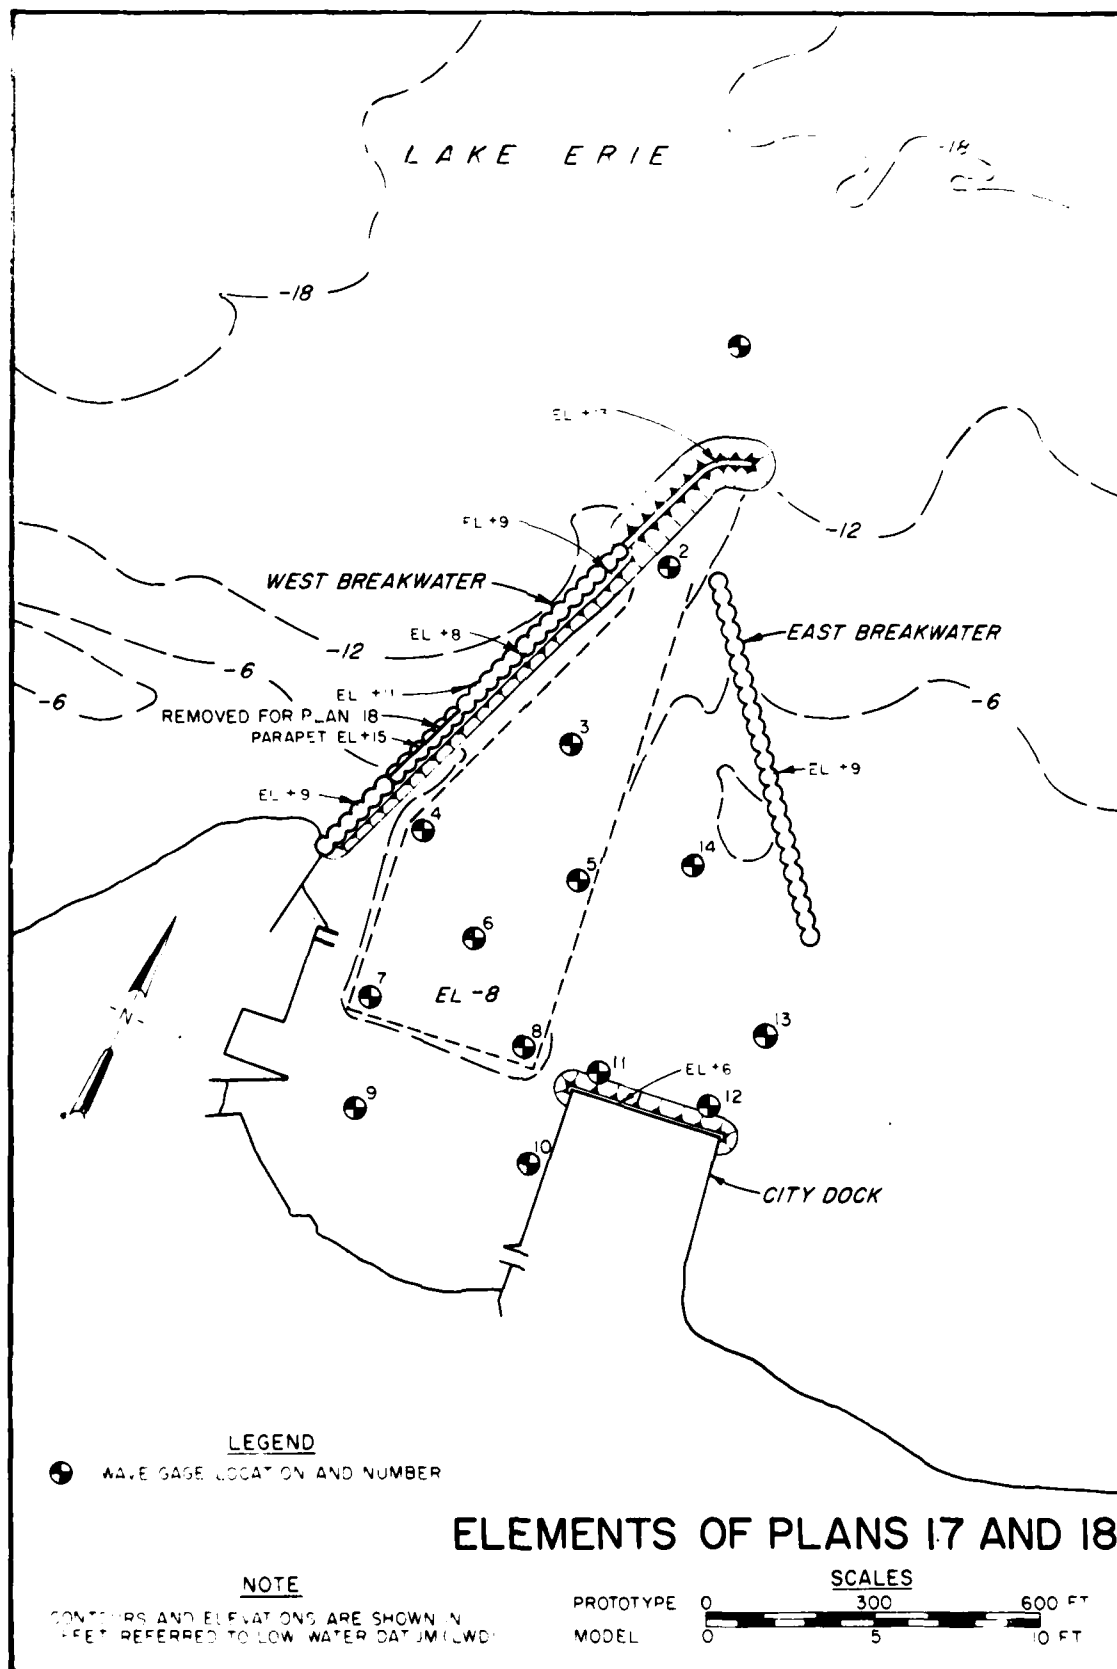 LAKE ERIE
-18
-18
EL +9
-12
2
WEST BREAKWATER
EAST BREAKWATER
EL +8
-12
-6
-6
-6
REMOVED FOR PLAN 18
PARAPET EL +15
3
EL +9
EL +9
4
14
5
6
7
EL -8
-N-
8
13
11
EL +6
9
12
10
CITY DOCK
LEGEND
WAVE GAGE LOCATION AND NUMBER
ELEMENTS OF PLANS 17 AND 18
NOTE
CONTOURS AND ELEVATIONS ARE SHOWN IN
FEET REFERRED TO LOW WATER DATUM (LWD)
SCALES
PROTOTYPE 0 300 600 FT
MODEL 0 5 10 FT